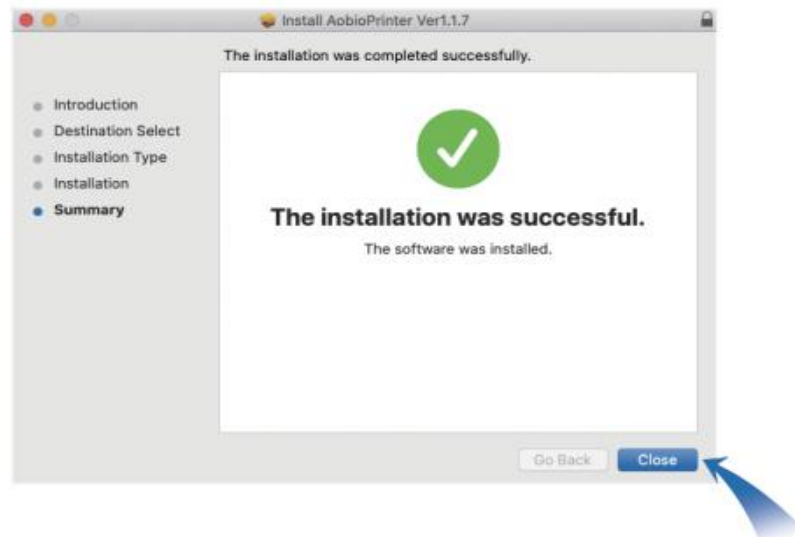 Install AobioPrinter Ver1.1.7
The installation was completed successfully.
Introduction
Destination Select
Installation Type
Installation
Summary
The installation was successful.
The software was installed.
Go Back
Close